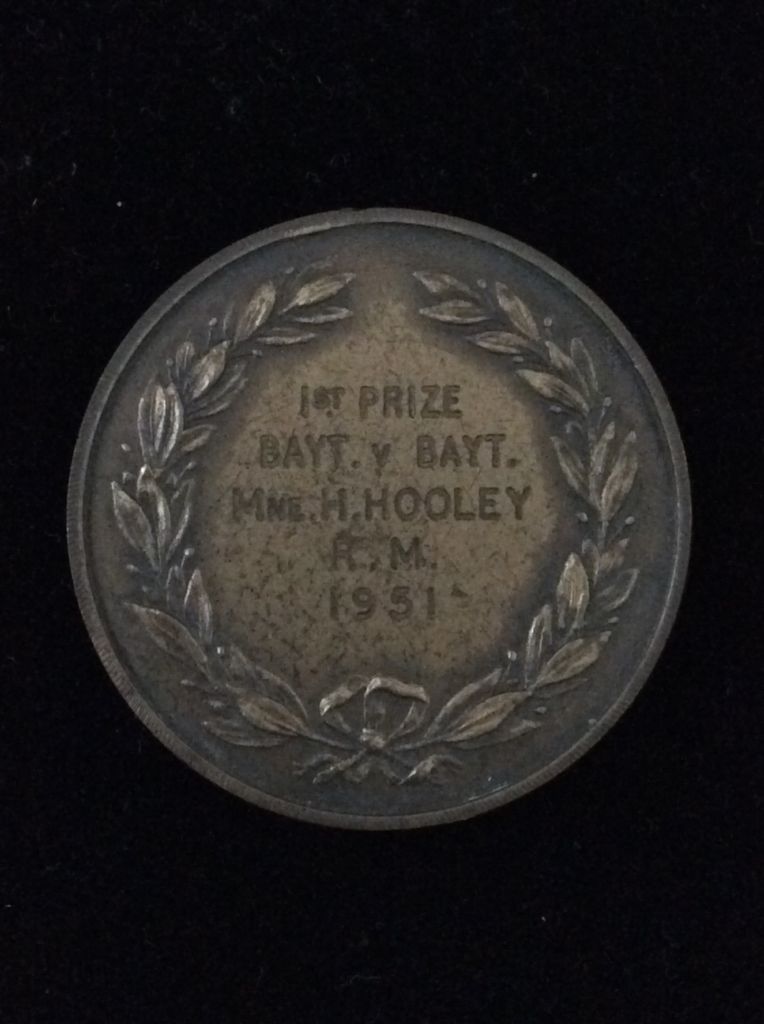 1ST PRIZE
BAYT. v BAYT.
MNE. H. HOOLEY
R. M.
1951